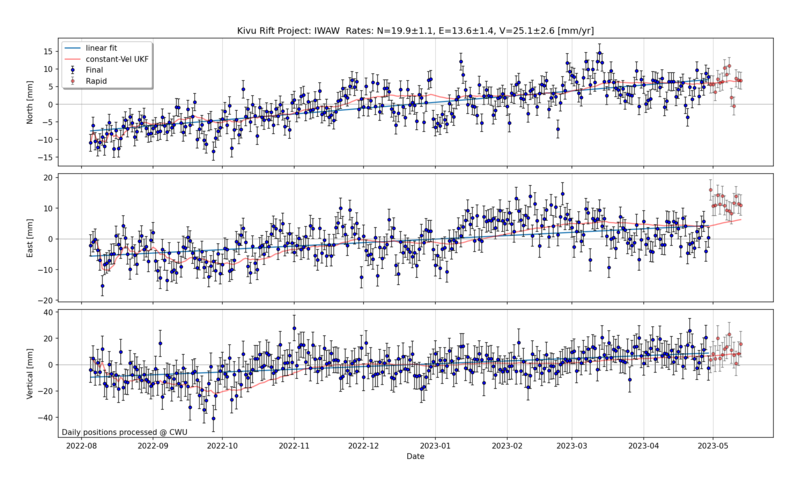 Kivu Rift Project: IWAW Rates: N=19.9±1.1, E=13.6±1.4, V=25.1±2.6 [mm/yr]
linear fit
constant-Vel UKF
Final
Rapid
North [mm]
15
10
5
0
−5
−10
−15
East [mm]
20
10
0
−10
−20
Vertical [mm]
40
20
0
−20
−40
Daily positions processed @ CWU
2022-08 2022-09 2022-10 2022-11 2022-12 2023-01 2023-02 2023-03 2023-04 2023-05
Date